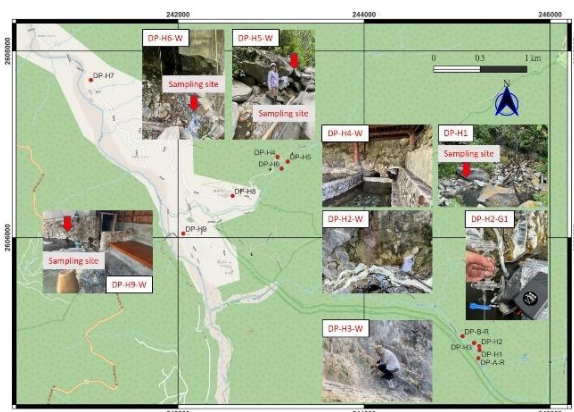 242000
244000
246000
2608000
DP-H6-W
DP-H5-W
0
0.5
1 km
DP-H7
Sampling site
Sampling site
N
DP-H4
DP-H5
DP-H6
DP-H4-W
DP-H1
Sampling site
DP-H8
DP-H2-W
DP-H2-G1
2606000
DP-H9
Sampling site
DP-H9-W
DP-H3-W
DP-B-R
DP-H2
DP-H3
DP-H1
DP-A-R